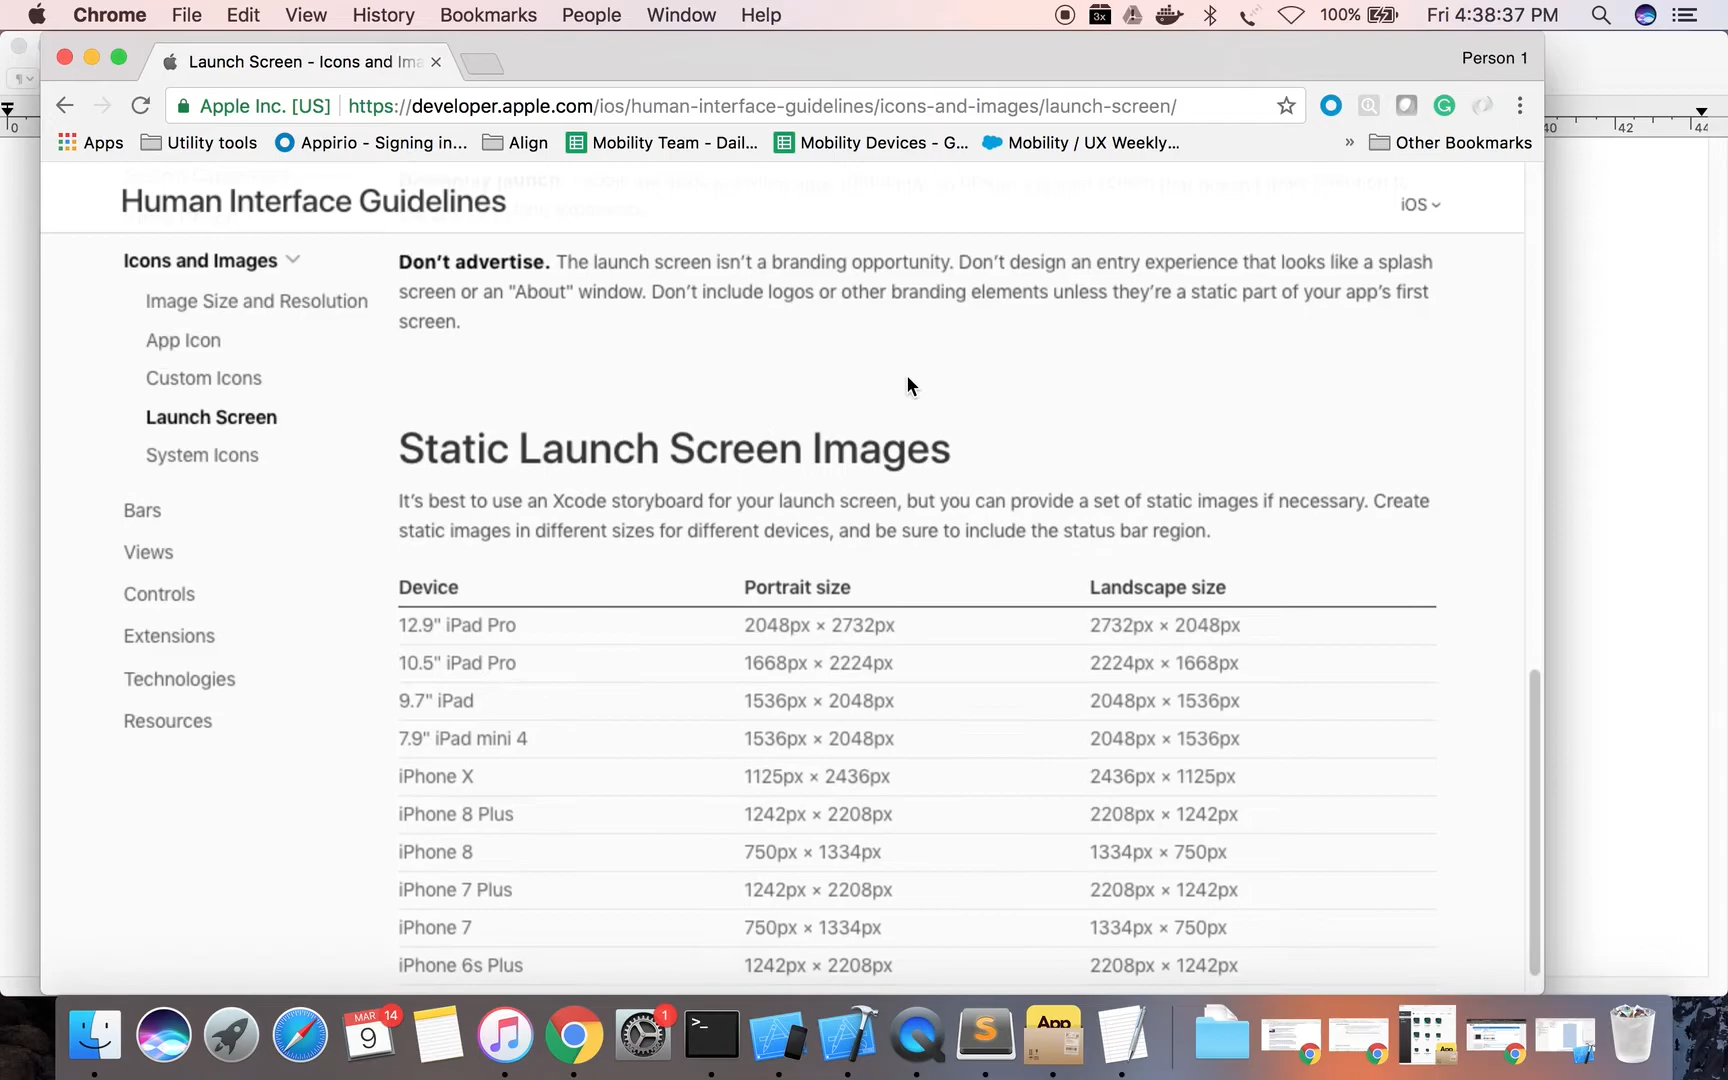 Chrome File Edit View History Bookmarks People Window Help 3x 100% Fri 4:38:37 PM
Launch Screen - Icons and Ima Person 1
Apple Inc. [US] https://developer.apple.com/ios/human-interface-guidelines/icons-and-images/launch-screen/
Apps Utility tools Appirio - Signing in... Align Mobility Team - Dail... Mobility Devices - G... Mobility / UX Weekly... » Other Bookmarks
0 40 42 44
Human Interface Guidelines iOS
Icons and Images
Image Size and Resolution
App Icon
Custom Icons
Launch Screen
System Icons
Bars
Views
Controls
Extensions
Technologies
Resources
Don’t advertise. The launch screen isn’t a branding opportunity. Don’t design an entry experience that looks like a splash
screen or an "About" window. Don’t include logos or other branding elements unless they’re a static part of your app’s first
screen.
Static Launch Screen Images
It’s best to use an Xcode storyboard for your launch screen, but you can provide a set of static images if necessary. Create
static images in different sizes for different devices, and be sure to include the status bar region.
Device Portrait size Landscape size
12.9" iPad Pro 2048px × 2732px 2732px × 2048px
10.5" iPad Pro 1668px × 2224px 2224px × 1668px
9.7" iPad 1536px × 2048px 2048px × 1536px
7.9" iPad mini 4 1536px × 2048px 2048px × 1536px
iPhone X 1125px × 2436px 2436px × 1125px
iPhone 8 Plus 1242px × 2208px 2208px × 1242px
iPhone 8 750px × 1334px 1334px × 750px
iPhone 7 Plus 1242px × 2208px 2208px × 1242px
iPhone 7 750px × 1334px 1334px × 750px
iPhone 6s Plus 1242px × 2208px 2208px × 1242px
MAR 9 14 1 >_ S App